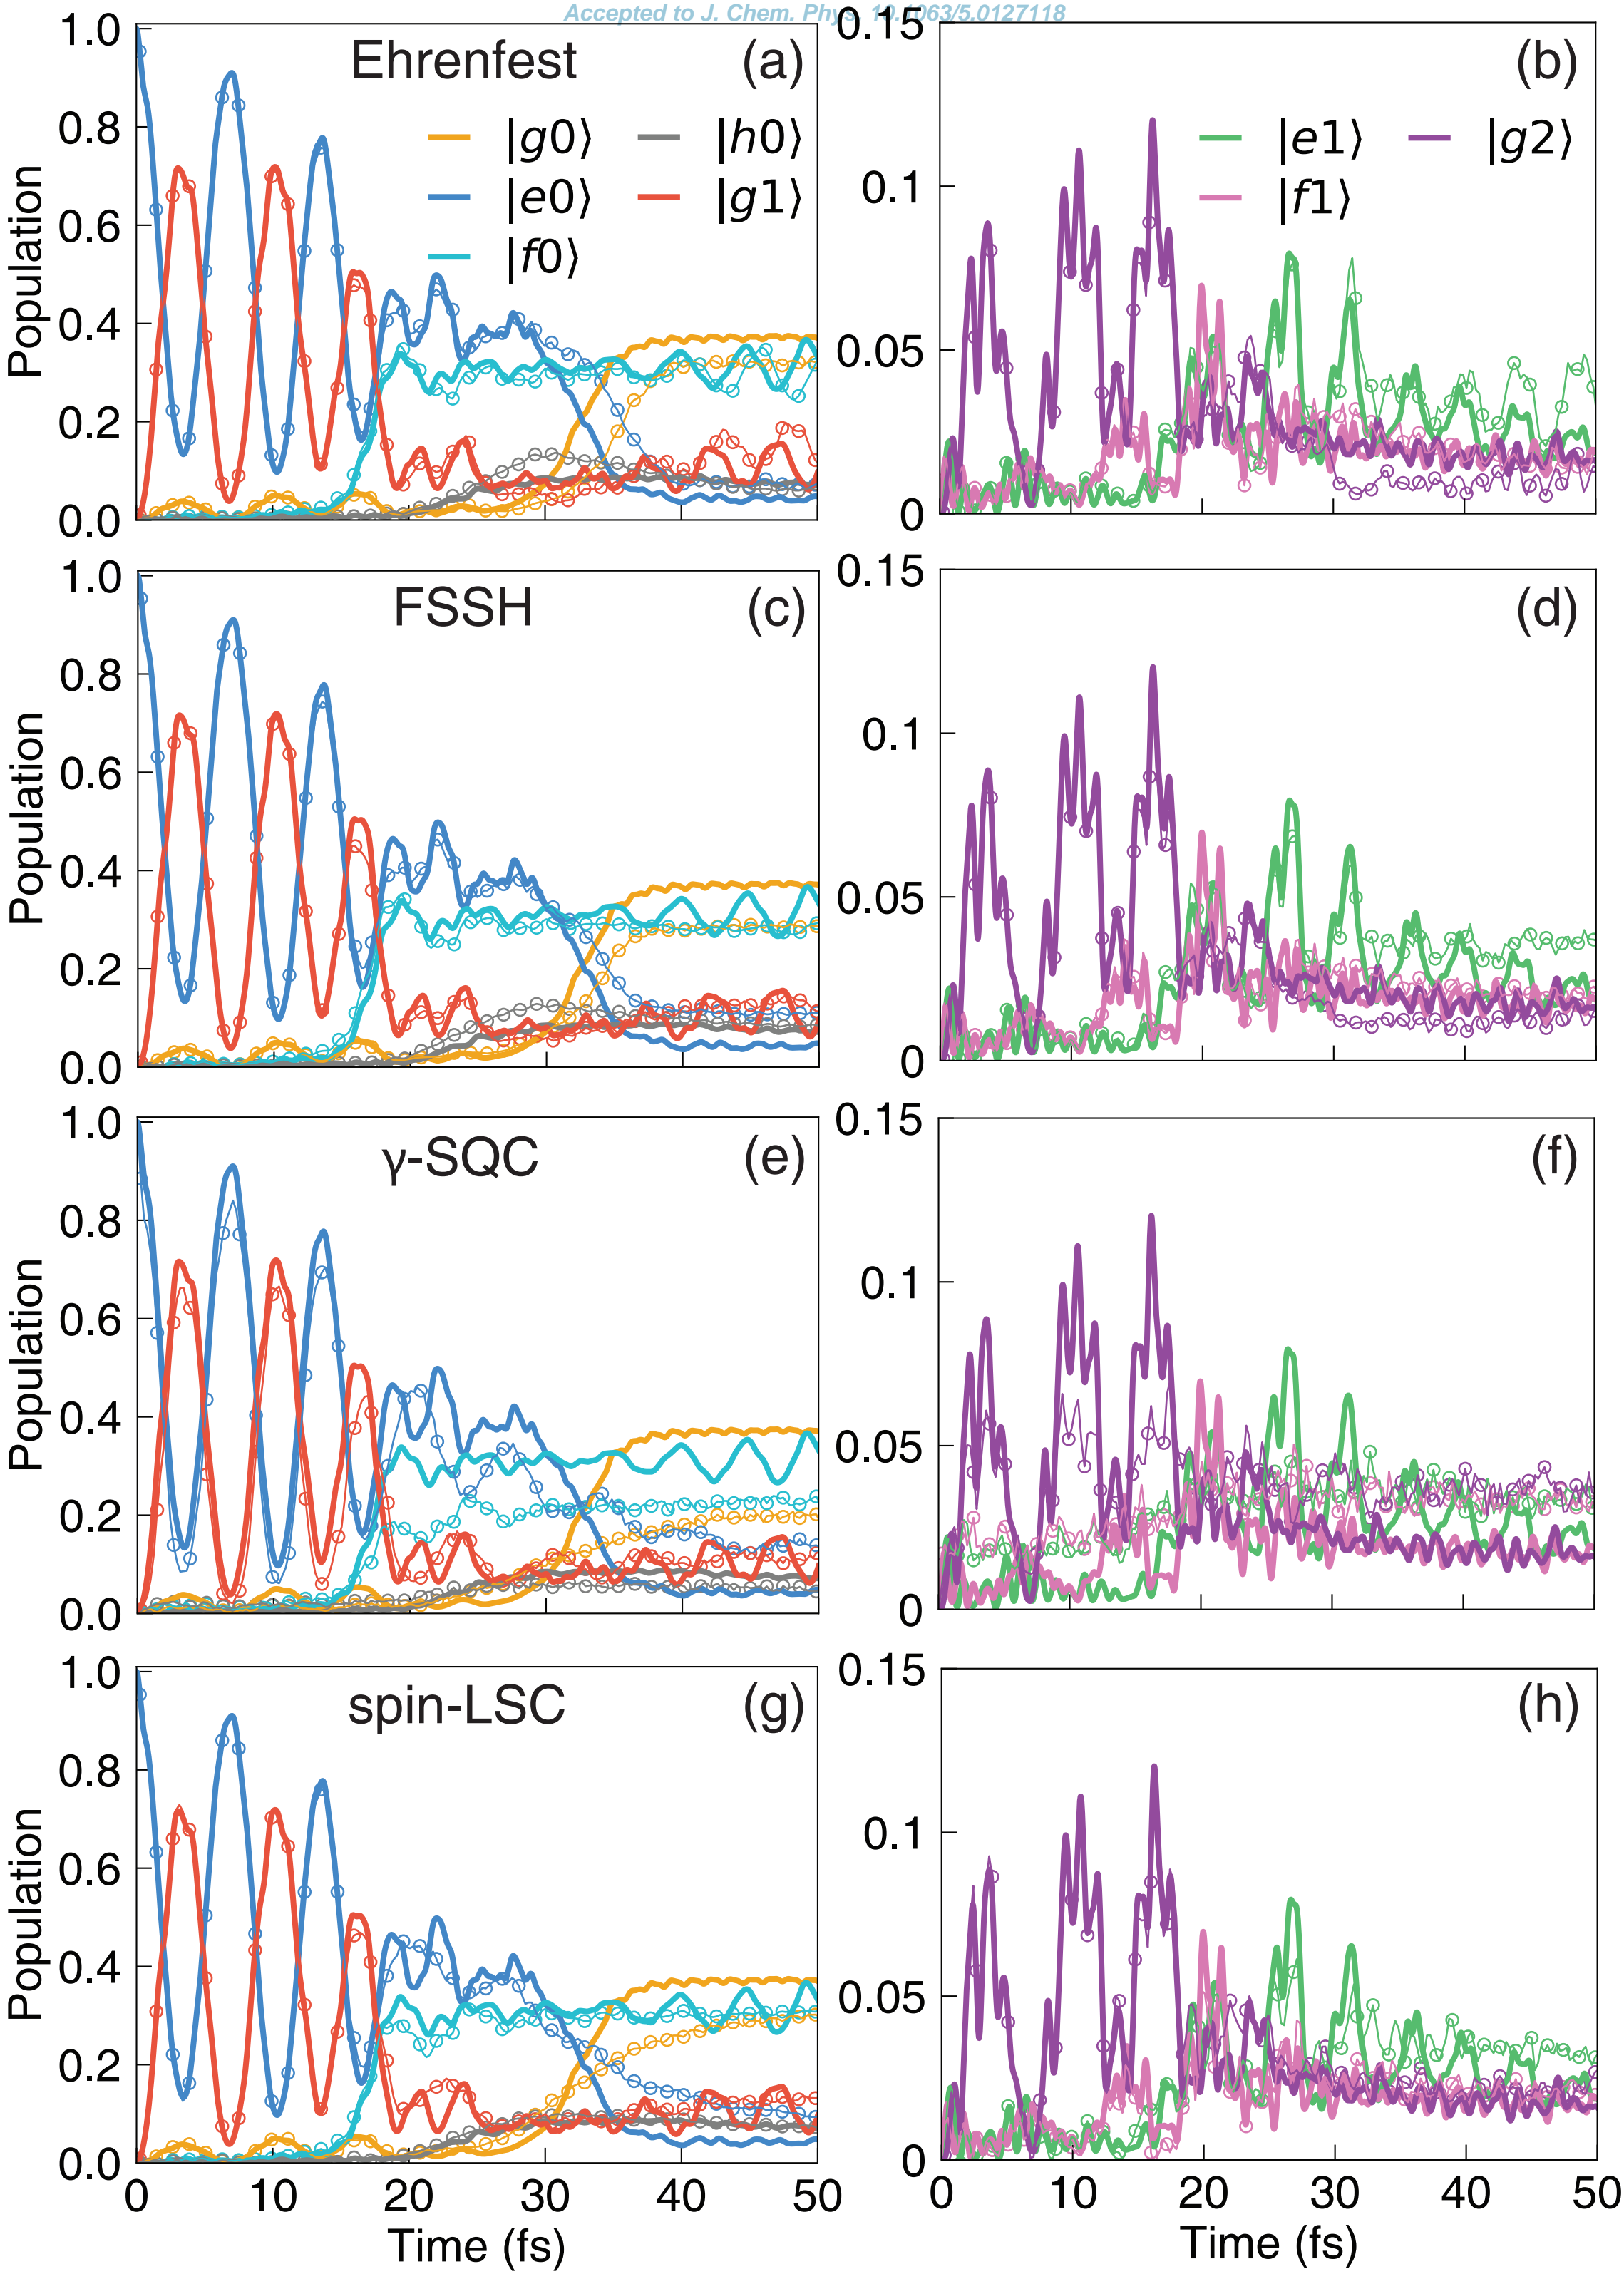 Accepted to J. Chem. Phys. 10.1063/5.0127118
Ehrenfest (a)
|g0⟩ |h0⟩
|e0⟩ |g1⟩
|f0⟩
Population
1.0
0.8
0.6
0.4
0.2
0.0
(b)
|e1⟩ |g2⟩
|f1⟩
0.15
0.1
0.05
0
FSSH (c)
Population
1.0
0.8
0.6
0.4
0.2
0.0
(d)
0.15
0.1
0.05
0
γ-SQC (e)
Population
1.0
0.8
0.6
0.4
0.2
0.0
(f)
0.15
0.1
0.05
0
spin-LSC (g)
Population
1.0
0.8
0.6
0.4
0.2
0.0
0 10 20 30 40 50
Time (fs)
(h)
0.15
0.1
0.05
0
0 10 20 30 40 50
Time (fs)